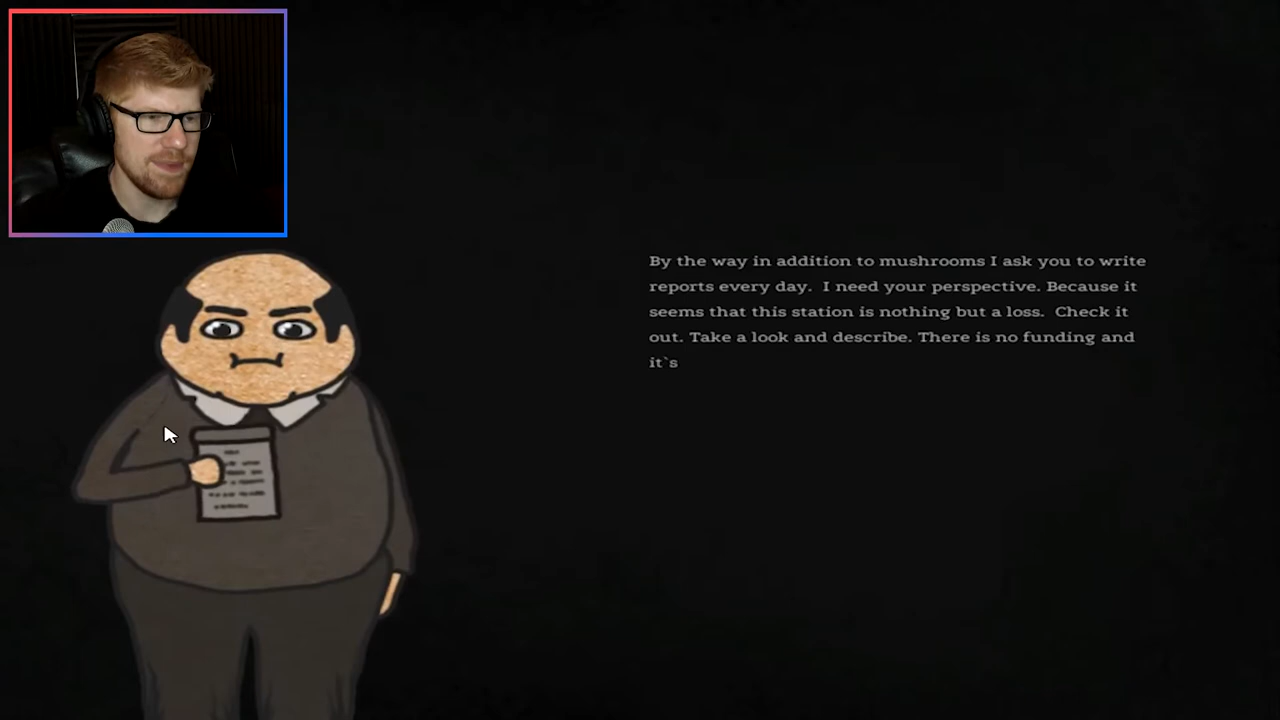 By the way in addition to mushrooms I ask you to write
reports every day.  I need your perspective. Because it
seems that this station is nothing but a loss.  Check it
out. Take a look and describe. There is no funding and
it`s